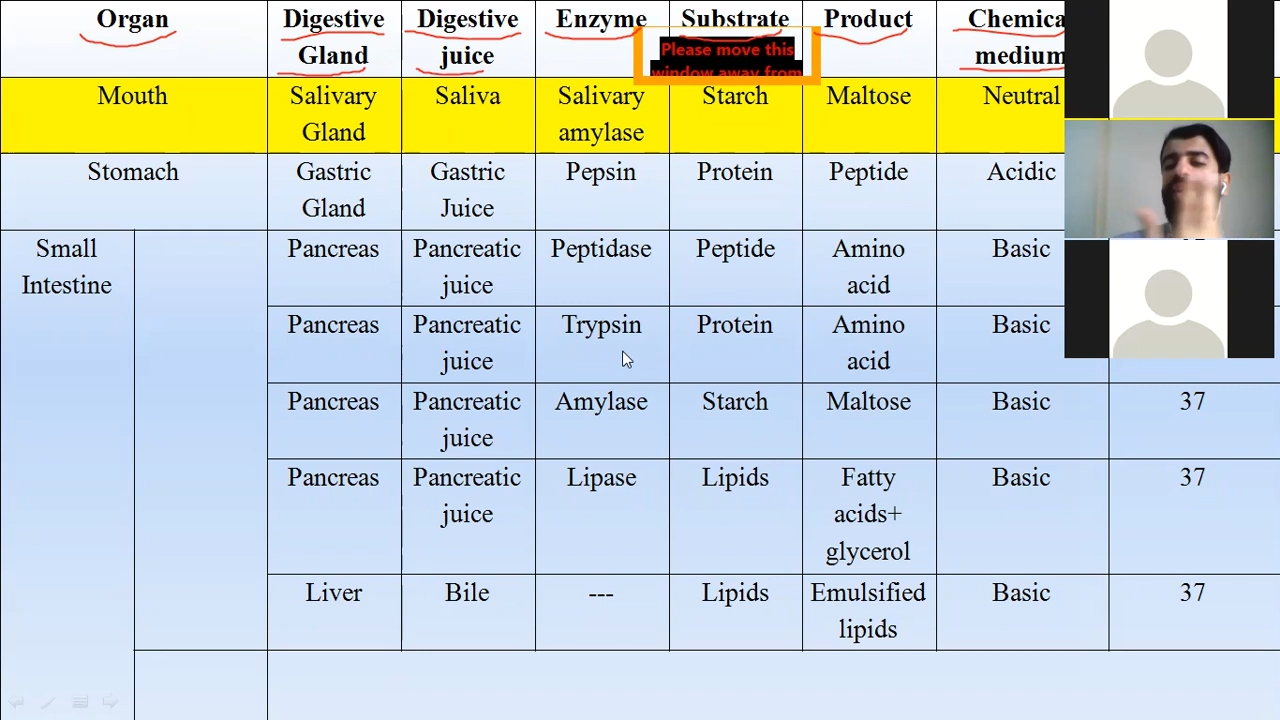 Organ Digestive Digestive Enzyme Substrate Product Chemica
Gland juice medium
Please move this
window away from
Mouth Salivary Saliva Salivary Starch Maltose Neutral
Gland amylase
Stomach Gastric Gastric Pepsin Protein Peptide Acidic
Gland Juice
Small Pancreas Pancreatic Peptidase Peptide Amino Basic
Intestine juice acid
Pancreas Pancreatic Trypsin Protein Amino Basic
juice acid
Pancreas Pancreatic Amylase Starch Maltose Basic 37
juice
Pancreas Pancreatic Lipase Lipids Fatty Basic 37
juice acids+
glycerol
Liver Bile --- Lipids Emulsified Basic 37
lipids